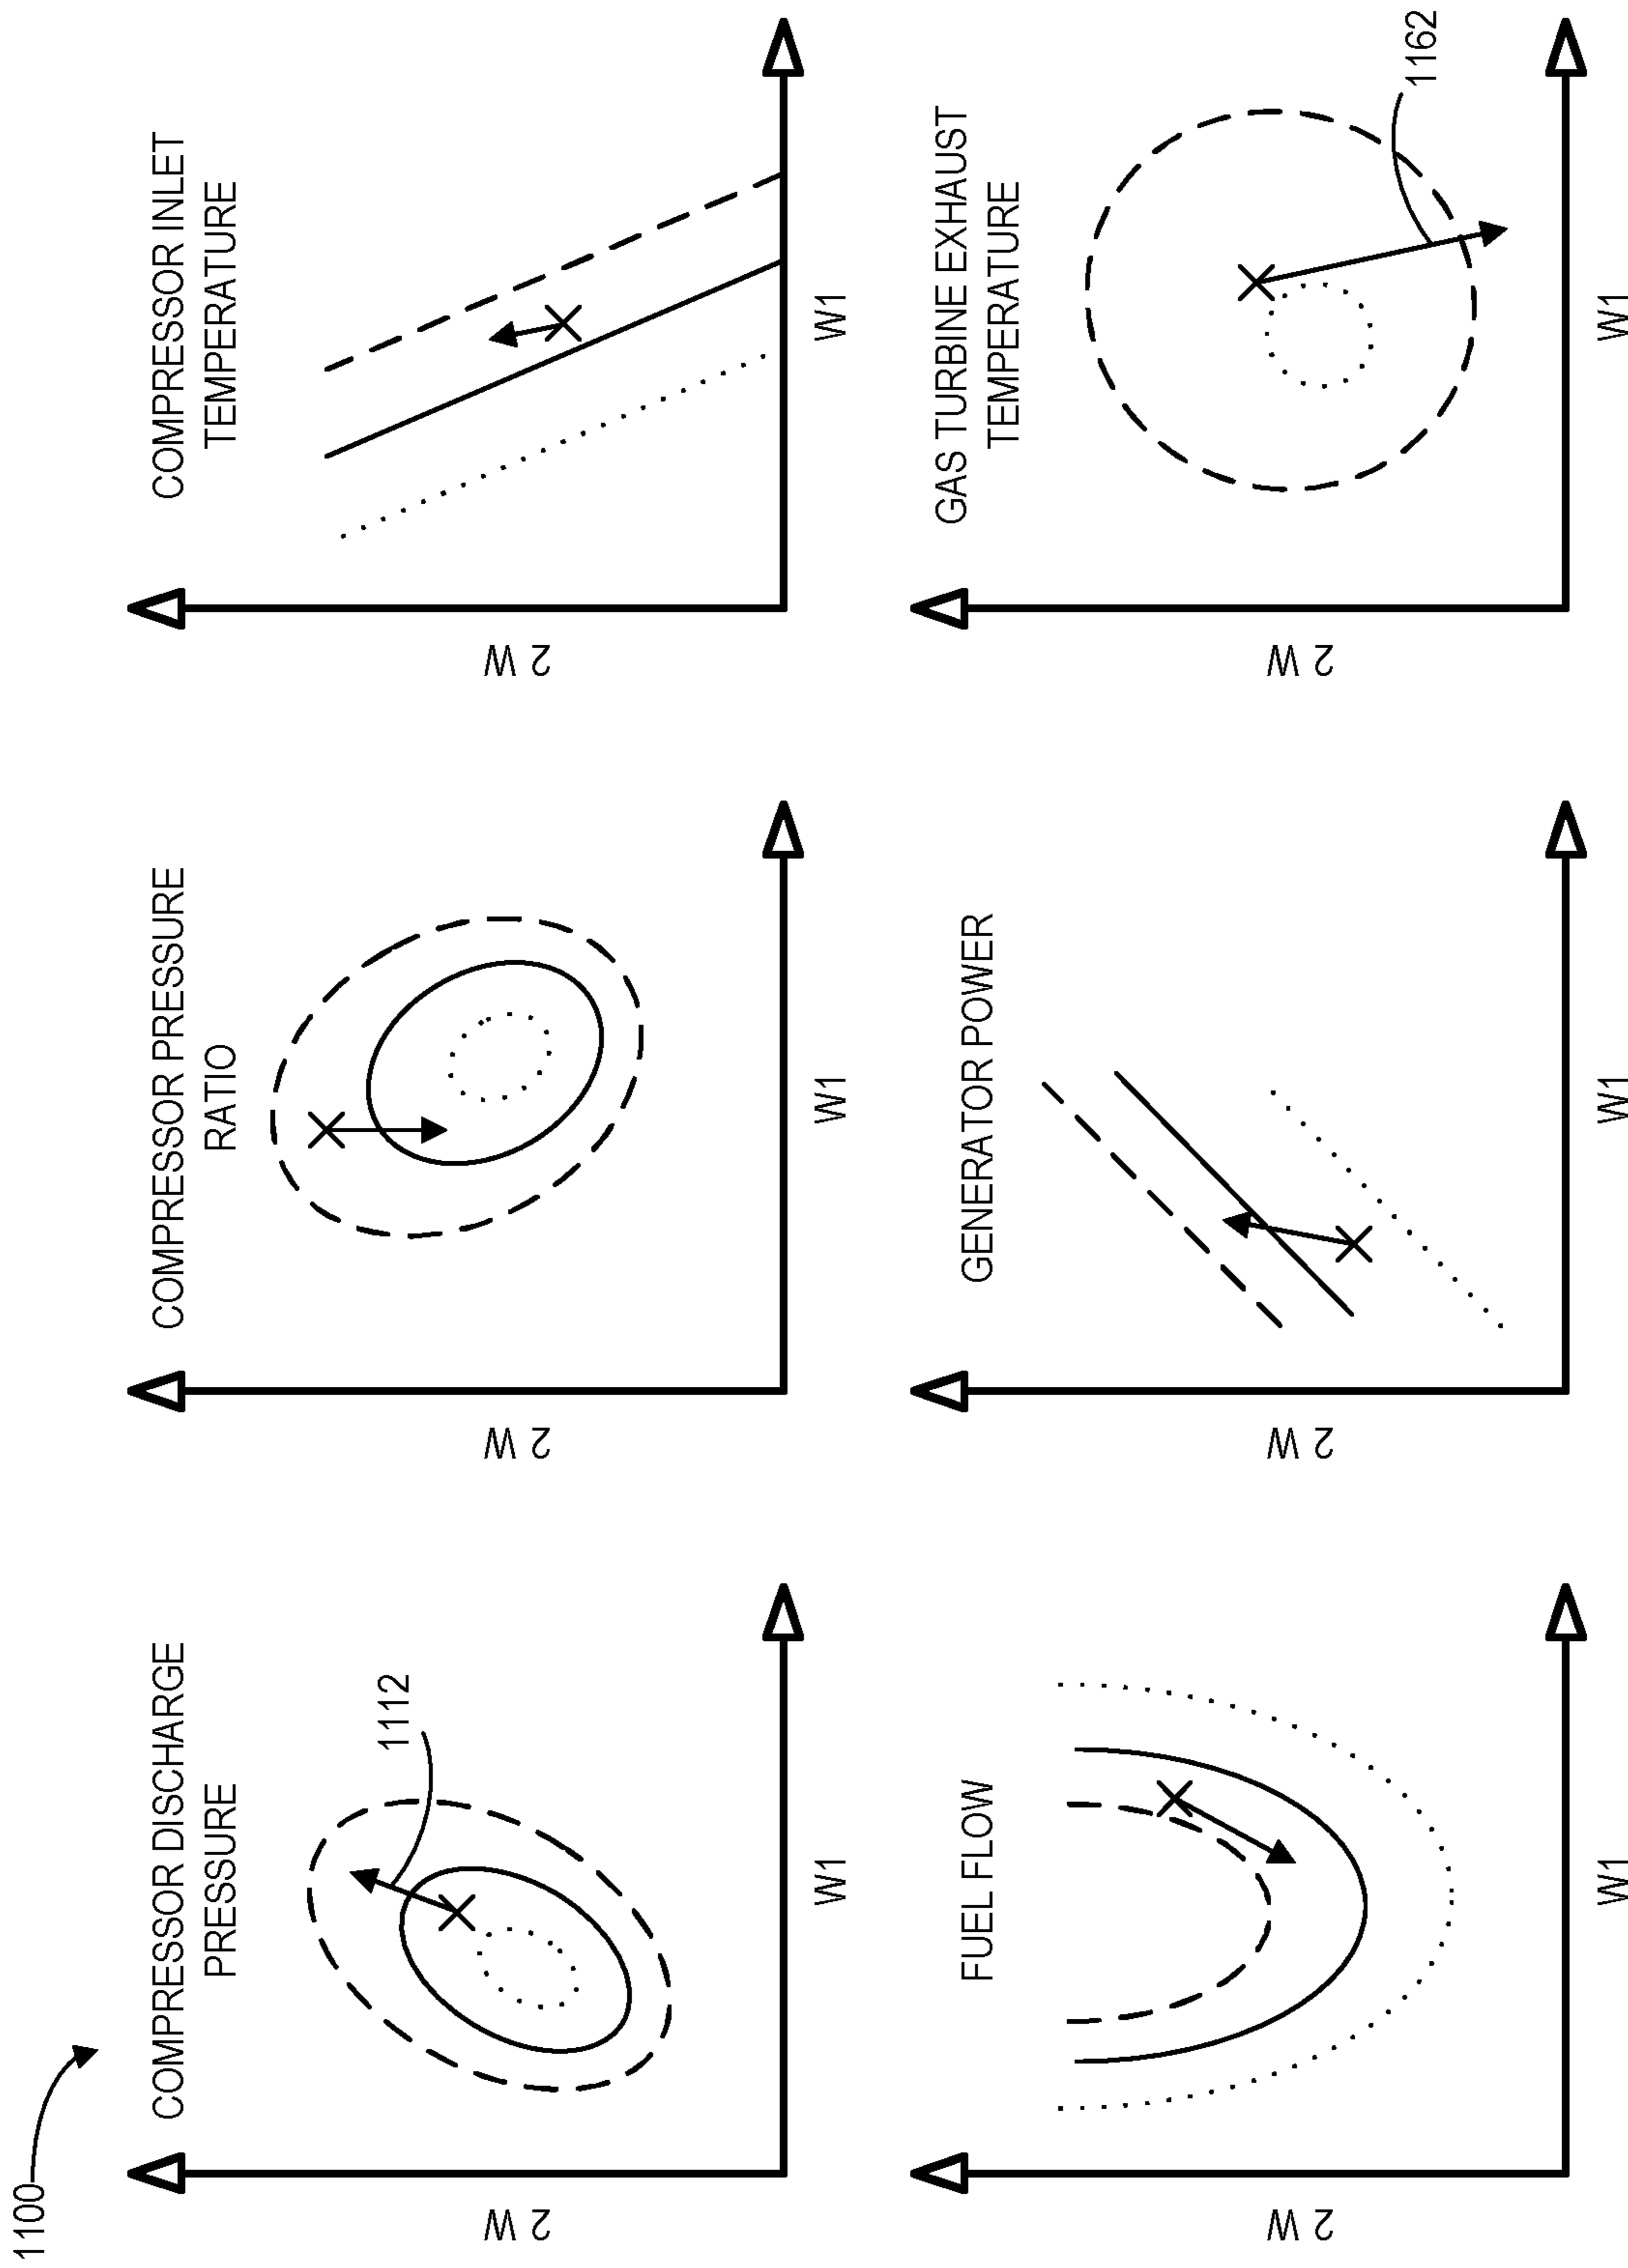 1100
COMPRESSOR DISCHARGE
PRESSURE
1112
2 W
W1
COMPRESSOR PRESSURE
RATIO
2 W
W1
COMPRESSOR INLET
TEMPERATURE
2 W
W1
FUEL FLOW
2 W
W1
GENERATOR POWER
2 W
W1
GAS TURBINE EXHAUST
TEMPERATURE
1162
2 W
W1